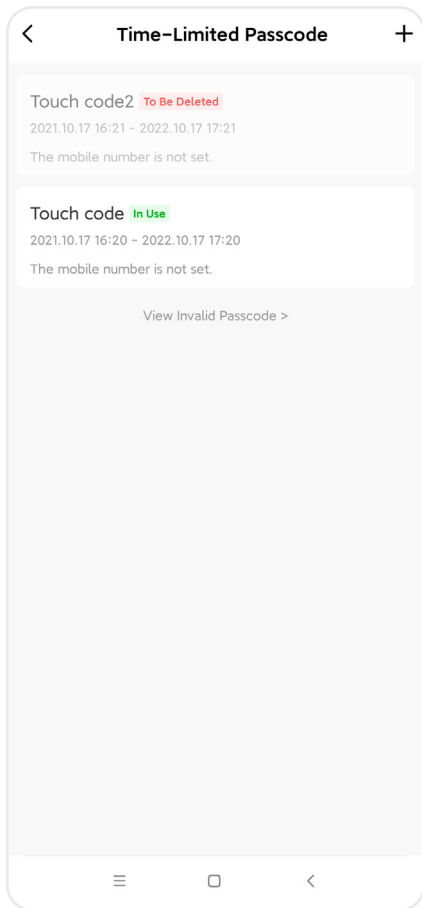 Time-Limited Passcode
Touch code2 To Be Deleted
2021.10.17 16:21 - 2022.10.17 17:21
The mobile number is not set.
Touch code In Use
2021.10.17 16:20 - 2022.10.17 17:20
The mobile number is not set.
View Invalid Passcode >